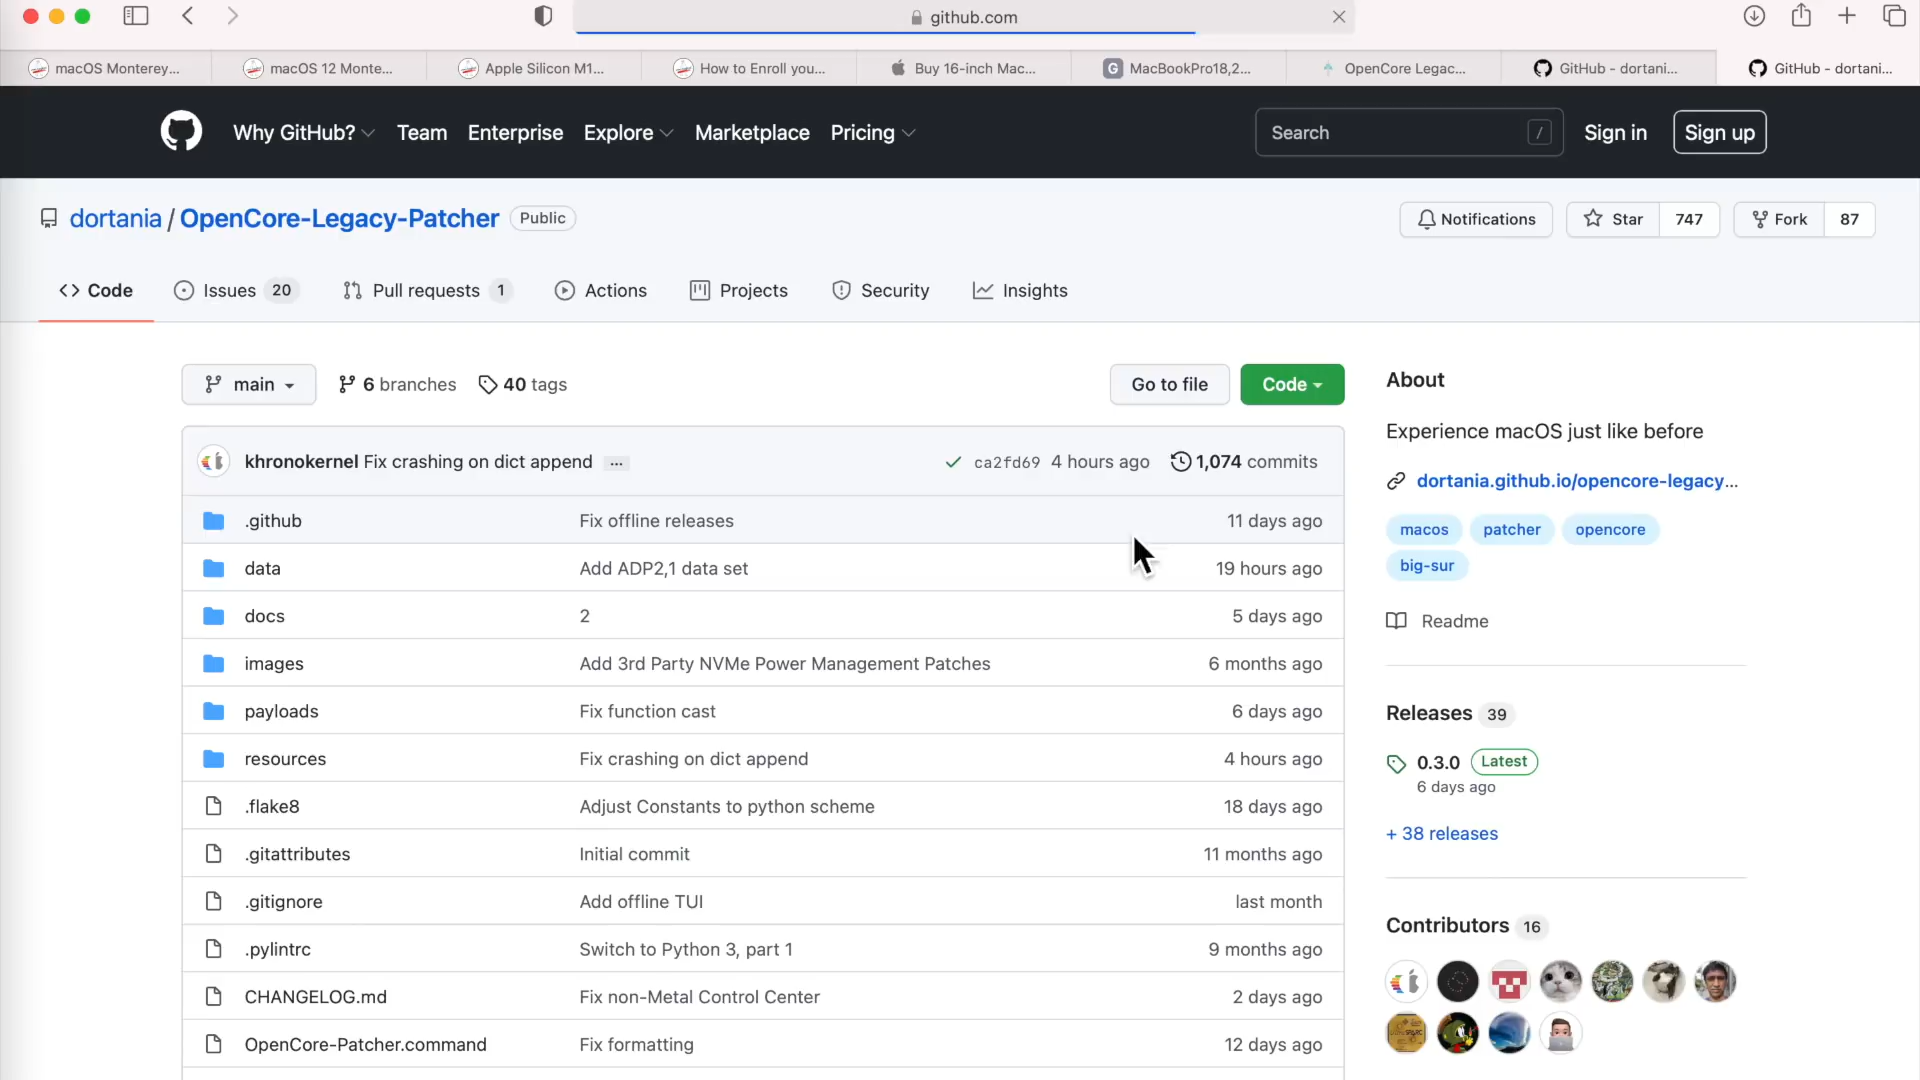 github.com
macOS Monterey...
macOS 12 Monte...
Apple Silicon M1...
How to Enroll you...
Buy 16-inch Mac...
G MacBookPro18,2...
OpenCore Legac...
GitHub - dortani...
GitHub - dortani...
Why GitHub? Team Enterprise Explore Marketplace Pricing
Search /
Sign in
Sign up
dortania / OpenCore-Legacy-Patcher Public
Notifications
Star 747
Fork 87
Code
Issues 20
Pull requests 1
Actions
Projects
Security
Insights
main
6 branches
40 tags
Go to file
Code
khronokernel Fix crashing on dict append ...
ca2fd69 4 hours ago 1,074 commits
.github Fix offline releases 11 days ago
data Add ADP2,1 data set 19 hours ago
docs 2 5 days ago
images Add 3rd Party NVMe Power Management Patches 6 months ago
payloads Fix function cast 6 days ago
resources Fix crashing on dict append 4 hours ago
.flake8 Adjust Constants to python scheme 18 days ago
.gitattributes Initial commit 11 months ago
.gitignore Add offline TUI last month
.pylintrc Switch to Python 3, part 1 9 months ago
CHANGELOG.md Fix non-Metal Control Center 2 days ago
OpenCore-Patcher.command Fix formatting 12 days ago
About
Experience macOS just like before
dortania.github.io/opencore-legacy...
macos patcher opencore
big-sur
Readme
Releases 39
0.3.0 Latest
6 days ago
+ 38 releases
Contributors 16